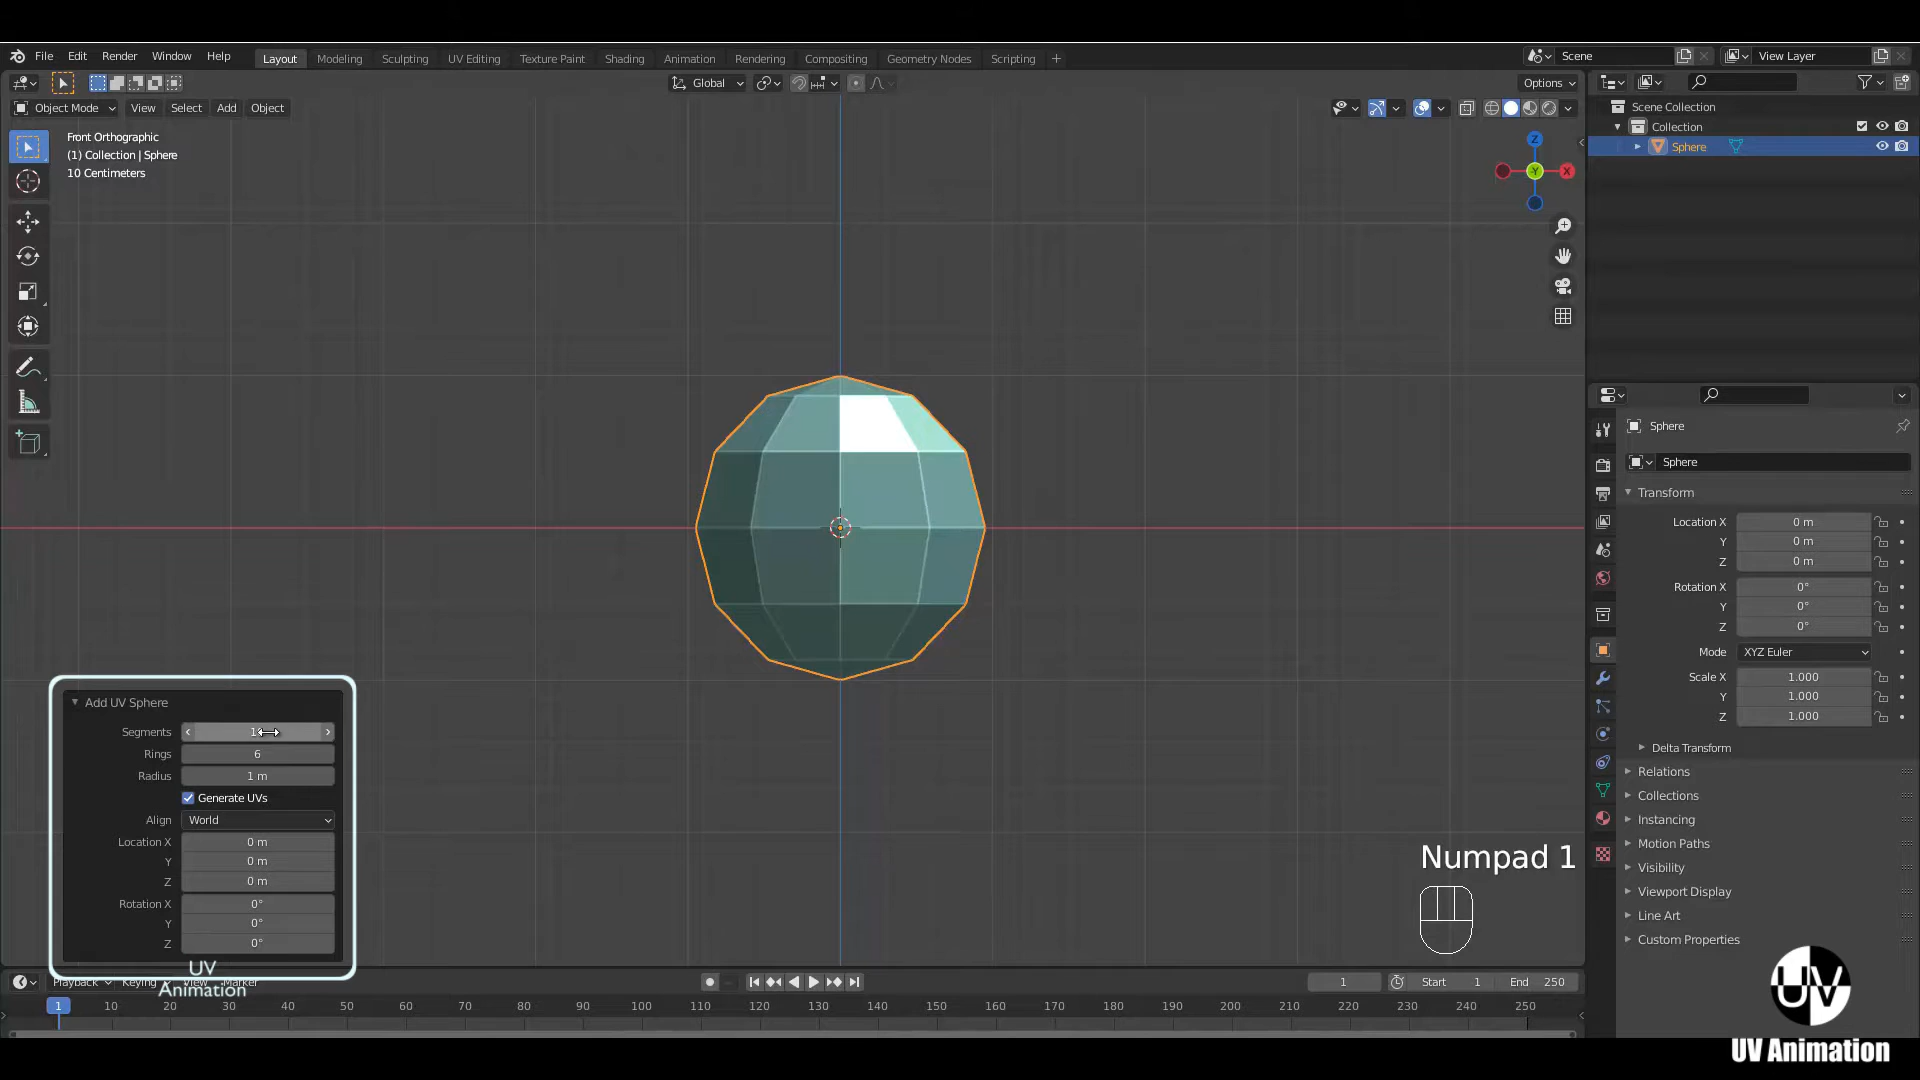 File Edit Render Window Help Layout Modeling Sculpting UV Editing Texture Paint Shading Animation Rendering Compositing Geometry Nodes Scripting + Scene View Layer
Global Options
Object Mode View Select Add Object
Front Orthographic
(1) Collection | Sphere
10 Centimeters
Z
Y
X
Scene Collection
Collection
Sphere
Sphere
Sphere
Transform
Location X 0 m
Y 0 m
Z 0 m
Rotation X 0°
Y 0°
Z 0°
Mode XYZ Euler
Scale X 1.000
Y 1.000
Z 1.000
Delta Transform
Relations
Collections
Instancing
Motion Paths
Visibility
Viewport Display
Line Art
Custom Properties
Add UV Sphere
Segments
Rings 6
Radius 1 m
Generate UVs
Align World
Location X 0 m
Y 0 m
Z 0 m
Rotation X 0°
Y 0°
Z 0°
Numpad 1
UV
Animation
Playback Keying View Marker 1 Start 1 End 250
1 10 20 30 40 50 60 70 80 90 100 110 120 130 140 150 160 170 180 190 200 210 220 230 240 250
UV
UV Animation